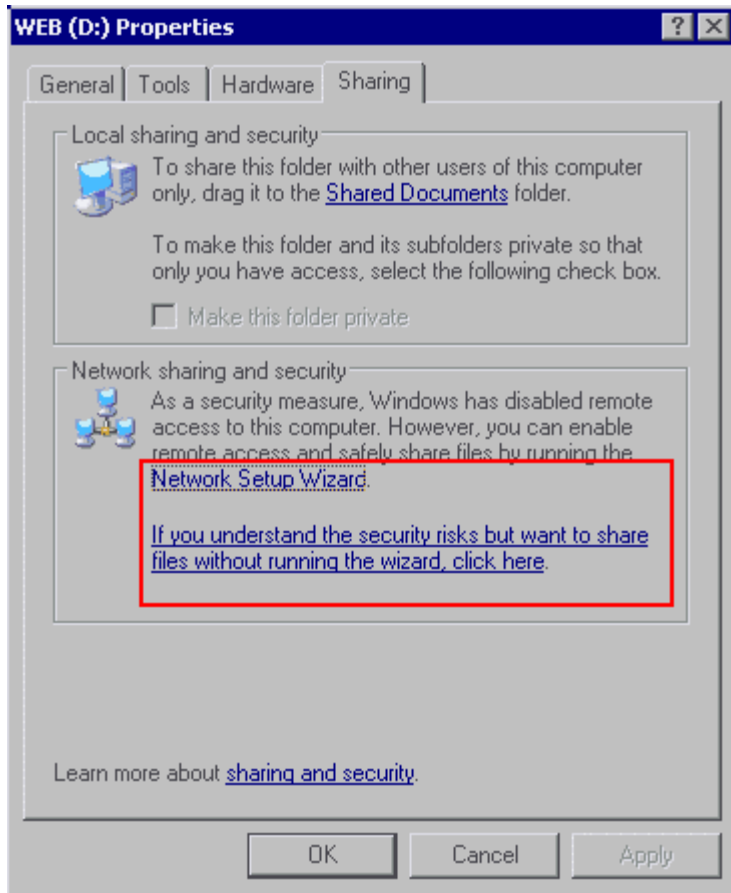 WEB (D:) Properties
General
Tools
Hardware
Sharing
Local sharing and security
To share this folder with other users of this computer
only, drag it to the Shared Documents folder.
To make this folder and its subfolders private so that
only you have access, select the following check box.
Make this folder private
Network sharing and security
As a security measure, Windows has disabled remote
access to this computer. However, you can enable
remote access and safely share files by running the
Network Setup Wizard.
If you understand the security risks but want to share
files without running the wizard, click here.
Learn more about sharing and security.
OK
Cancel
Apply